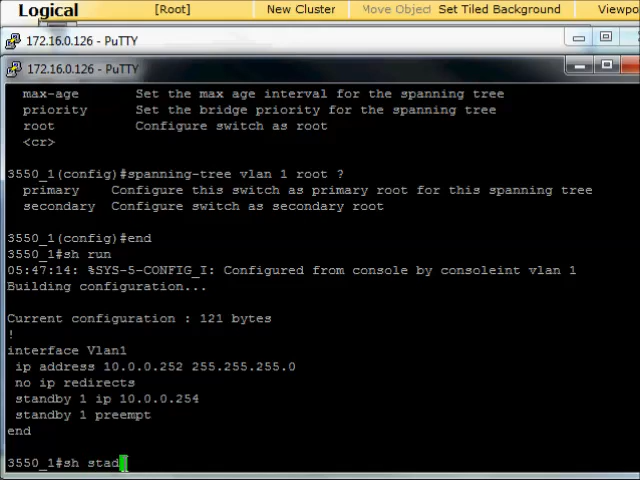 Logical [Root] New Cluster Move Object Set Tiled Background Viewpo
172.16.0.126 - PuTTY
172.16.0.126 - PuTTY
max-age Set the max age interval for the spanning tree
priority Set the bridge priority for the spanning tree
root Configure switch as root
<cr>
3550_1(config)#spanning-tree vlan 1 root ?
primary Configure this switch as primary root for this spanning tree
secondary Configure switch as secondary root
3550_1(config)#end
3550_1#sh run
05:47:14: %SYS-5-CONFIG_I: Configured from console by consoleint vlan 1
Building configuration...
Current configuration : 121 bytes
!
interface Vlan1
ip address 10.0.0.252 255.255.255.0
no ip redirects
standby 1 ip 10.0.0.254
standby 1 preempt
end
3550_1#sh stad